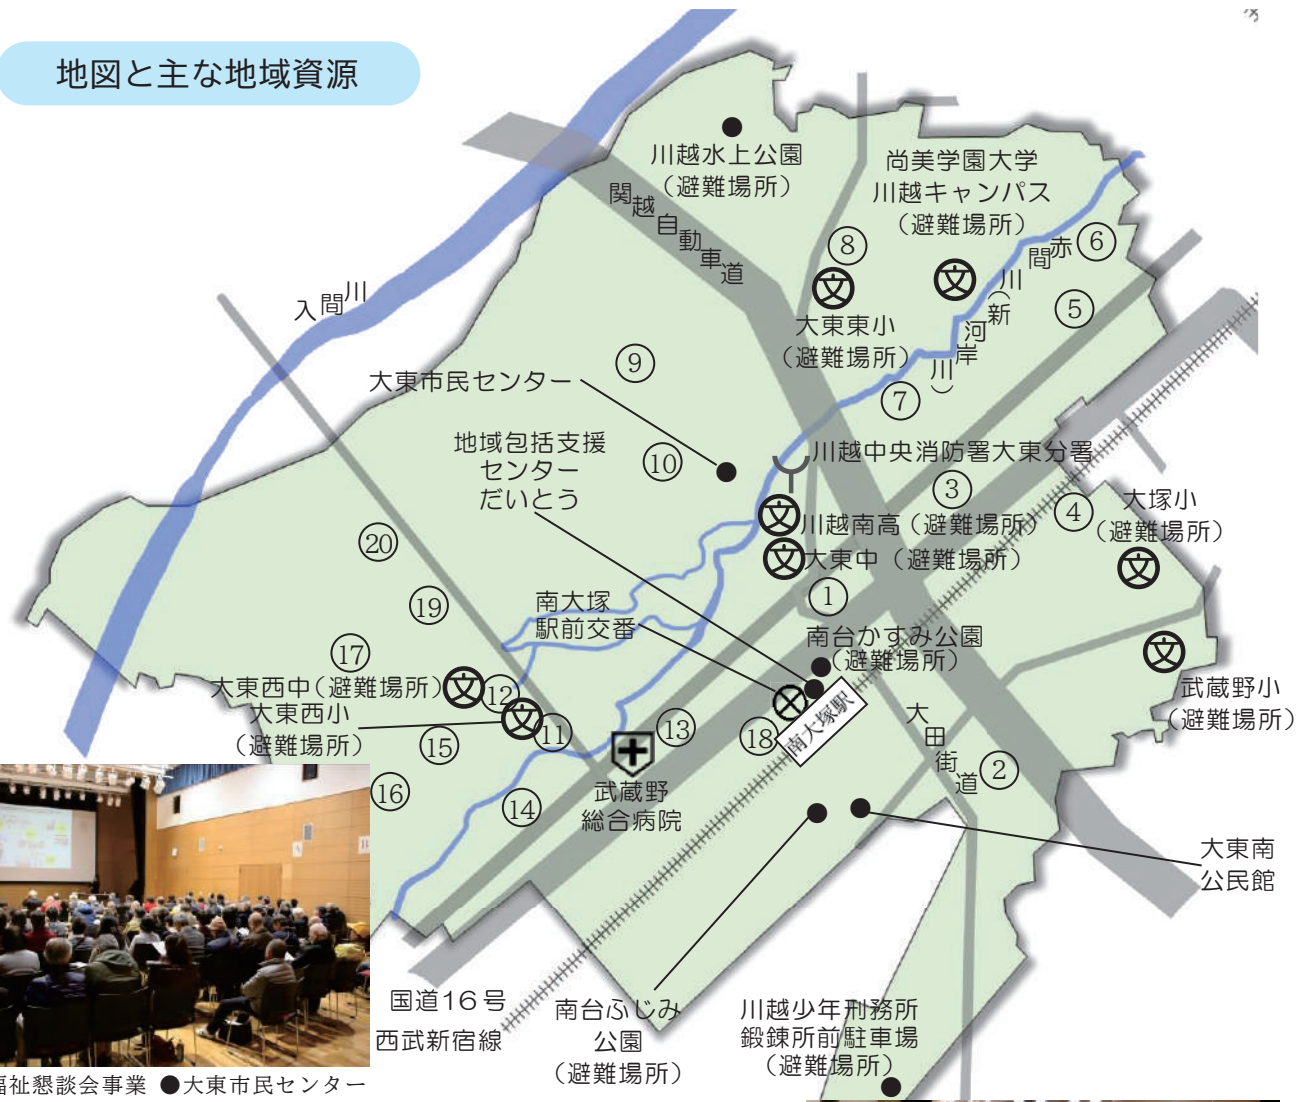 地図と主な地域資源
川越水上公園
（避難場所）
尚美学園大学
川越キャンパス
（避難場所）
関越自動車道
入間川
⑧
⑥
赤間川（新河岸川）
⑤
大東東小
（避難場所）
⑨
大東市民センター
⑦
地域包括支援
センター
だいとう
⑩
川越中央消防署大東分署
③
④
大塚小
（避難場所）
川越南高（避難場所）
大東中（避難場所）
⑳
⑲
①
南大塚
駅前交番
南台かすみ公園
（避難場所）
⑰
大東西中（避難場所）
⑫
大東西小
（避難場所）
⑪
⑮
⑬
⑱
南大塚駅
大田街道
②
武蔵野小
（避難場所）
⑯
⑭
武蔵野
総合病院
大東南
公民館
国道16号
西武新宿線
南台ふじみ
公園
（避難場所）
川越少年刑務所
鍛錬所前駐車場
（避難場所）
福祉懇談会事業 ●大東市民センター